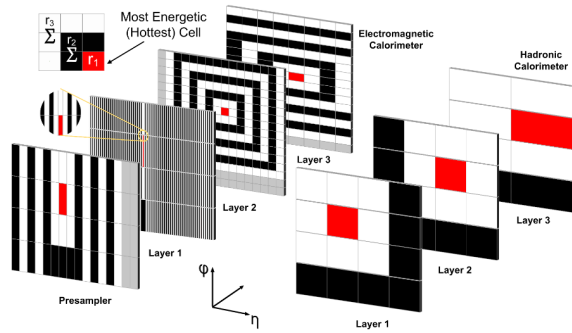 r3
Σ
r2
Σ
r1
Most Energetic
(Hottest) Cell
Electromagnetic
Calorimeter
Hadronic
Calorimeter
Layer 3
Layer 2
Layer 1
Presampler
Layer 3
Layer 2
Layer 1
φ
η